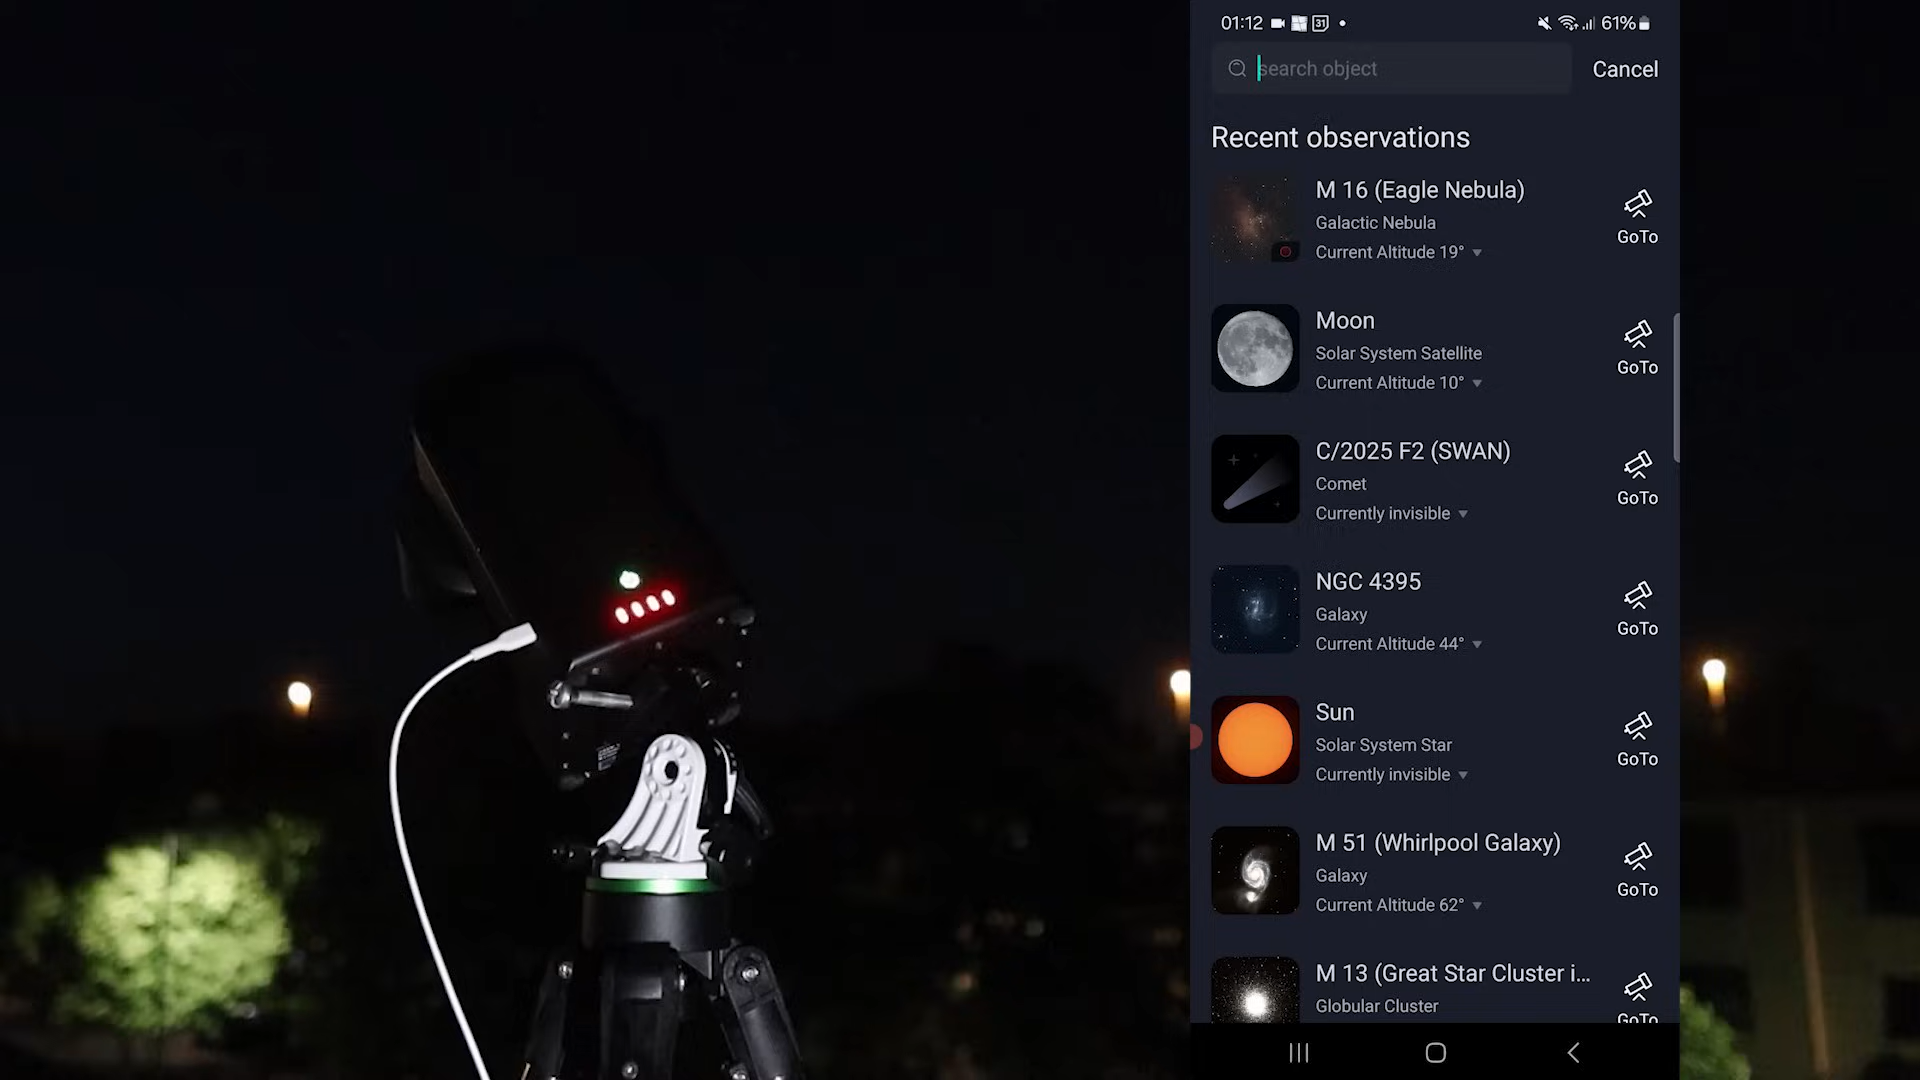 01:12
31
61%
search object
Cancel
Recent observations
M 16 (Eagle Nebula)
Galactic Nebula
Current Altitude 19°
GoTo
Moon
Solar System Satellite
Current Altitude 10°
GoTo
C/2025 F2 (SWAN)
Comet
Currently invisible
GoTo
NGC 4395
Galaxy
Current Altitude 44°
GoTo
Sun
Solar System Star
Currently invisible
GoTo
M 51 (Whirlpool Galaxy)
Galaxy
Current Altitude 62°
GoTo
M 13 (Great Star Cluster i...
Globular Cluster
GoTo